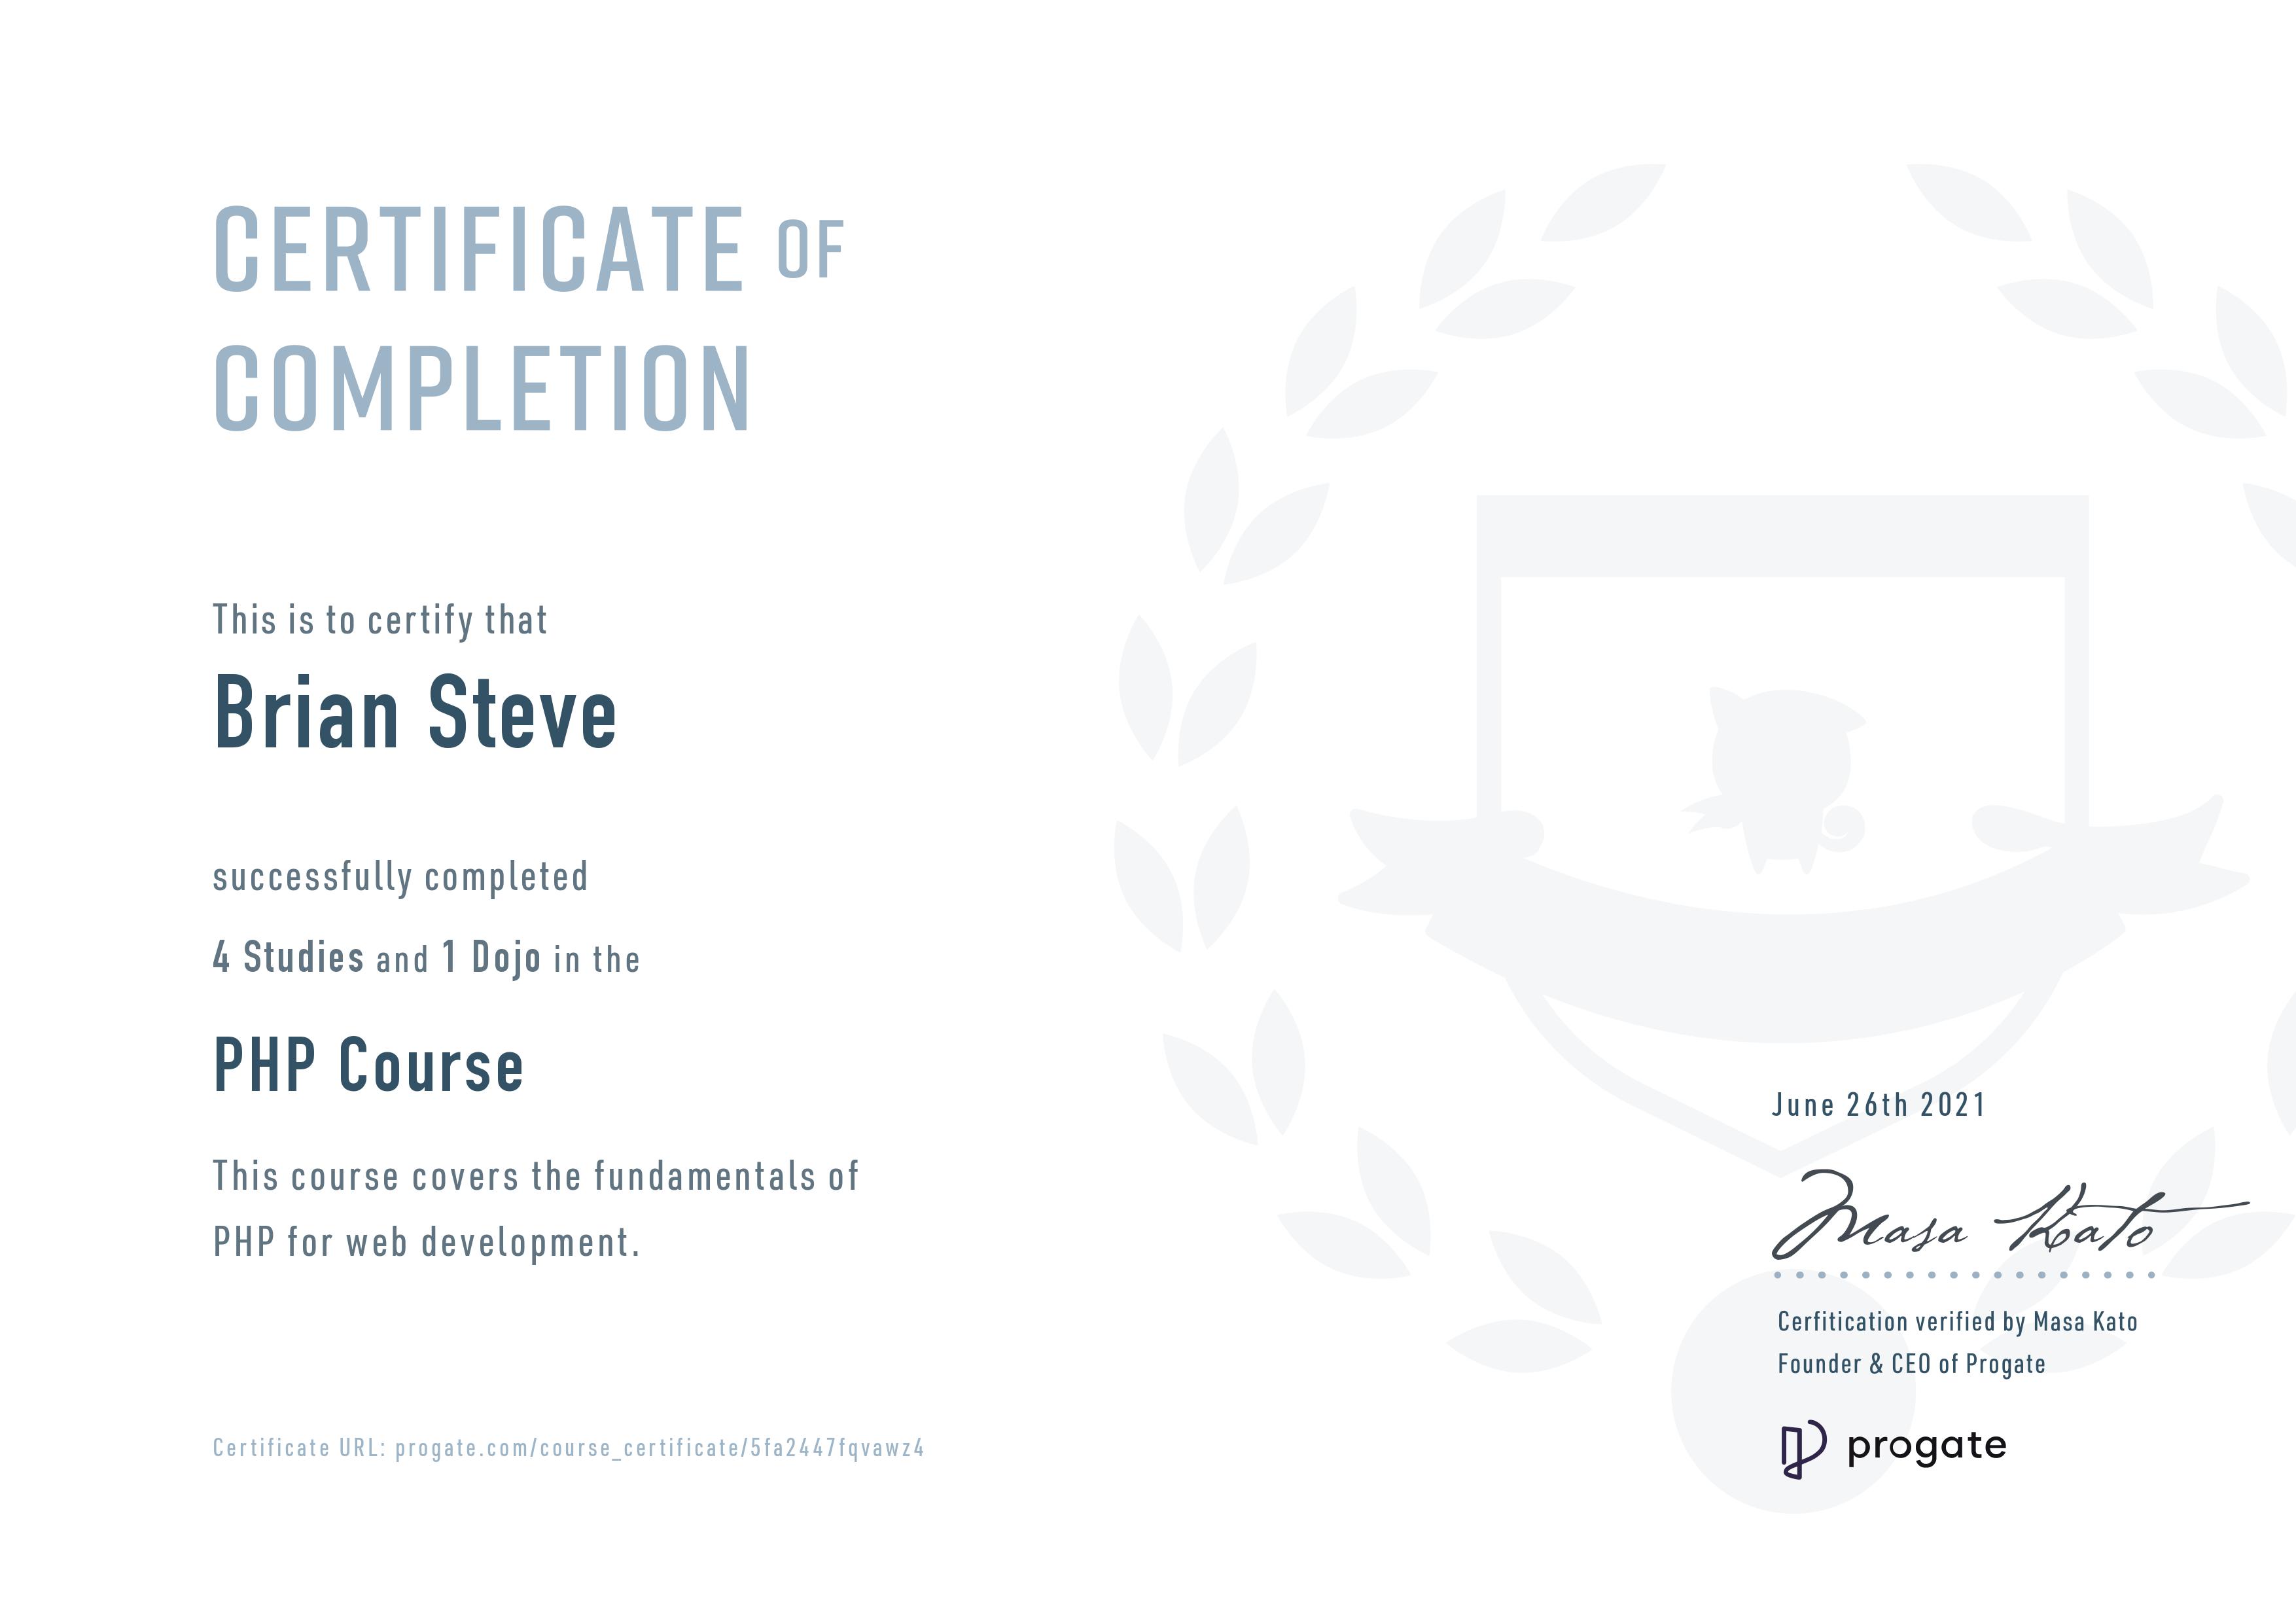 CERTIFICATE OF
COMPLETION
This is to certify that
Brian Steve
successfully completed
4 Studies and 1 Dojo in the
PHP Course
This course covers the fundamentals of
PHP for web development.
Certificate URL: progate.com/course_certificate/5fa2447fqvawz4
June 26th 2021
Masa Kato
Cerfitication verified by Masa Kato
Founder & CEO of Progate
progate